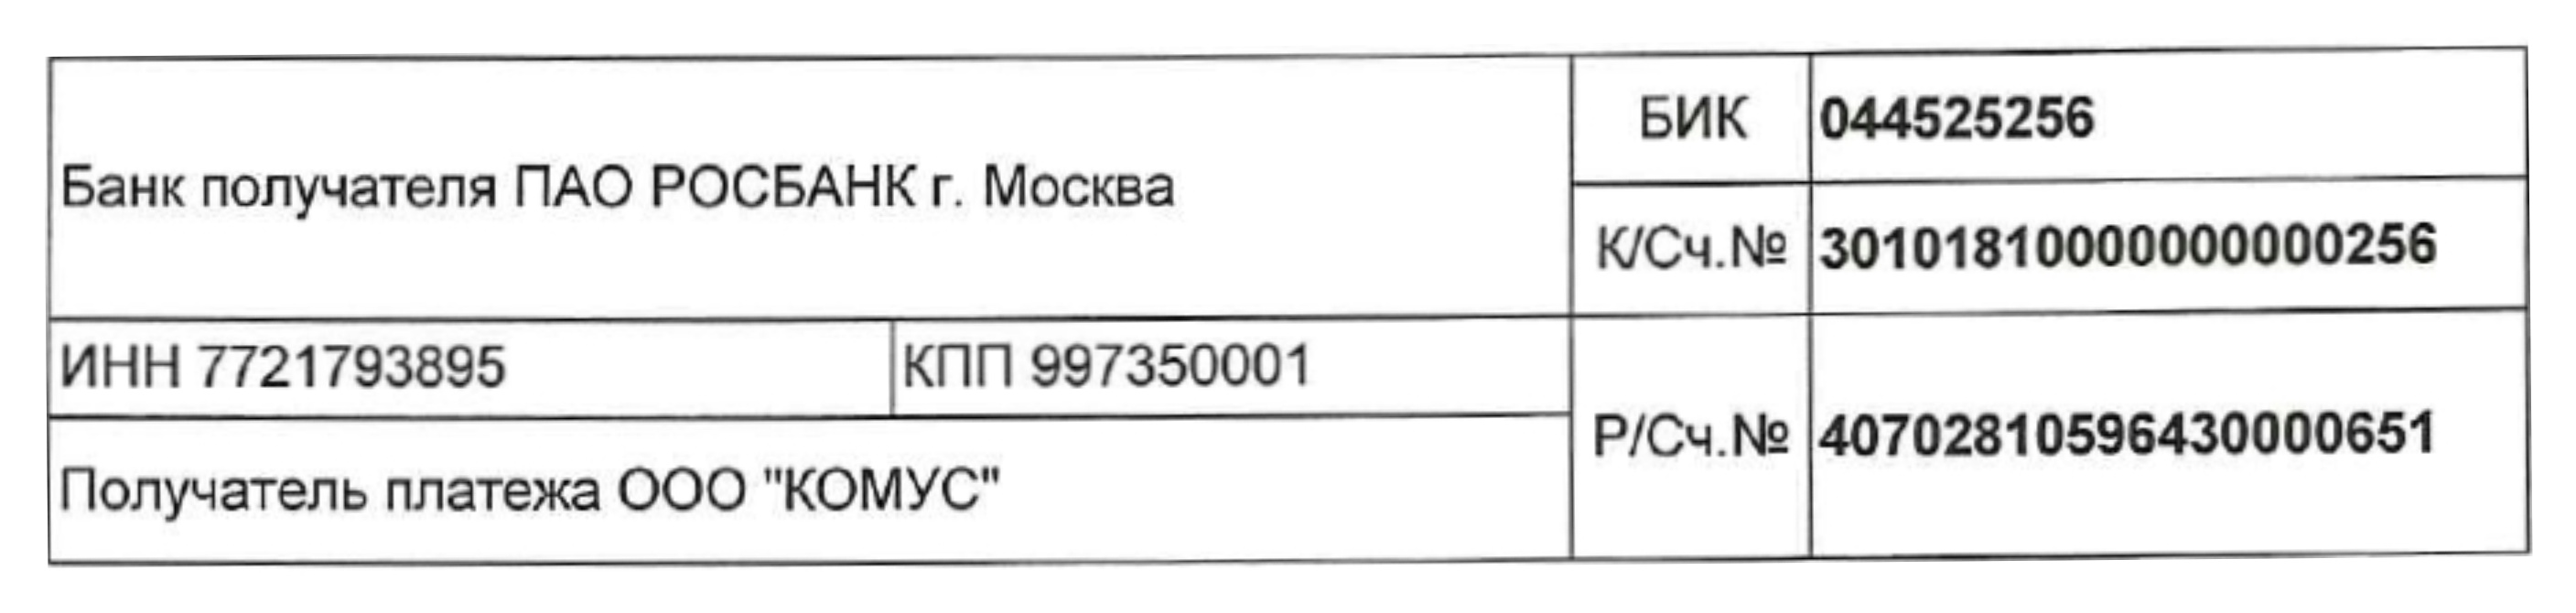 Банк получателя ПАО РОСБАНК г. Москва
БИК 044525256
К/Сч.№ 30101810000000000256
ИНН 7721793895 КПП 997350001
Р/Сч.№ 40702810596430000651
Получатель платежа ООО "КОМУС"